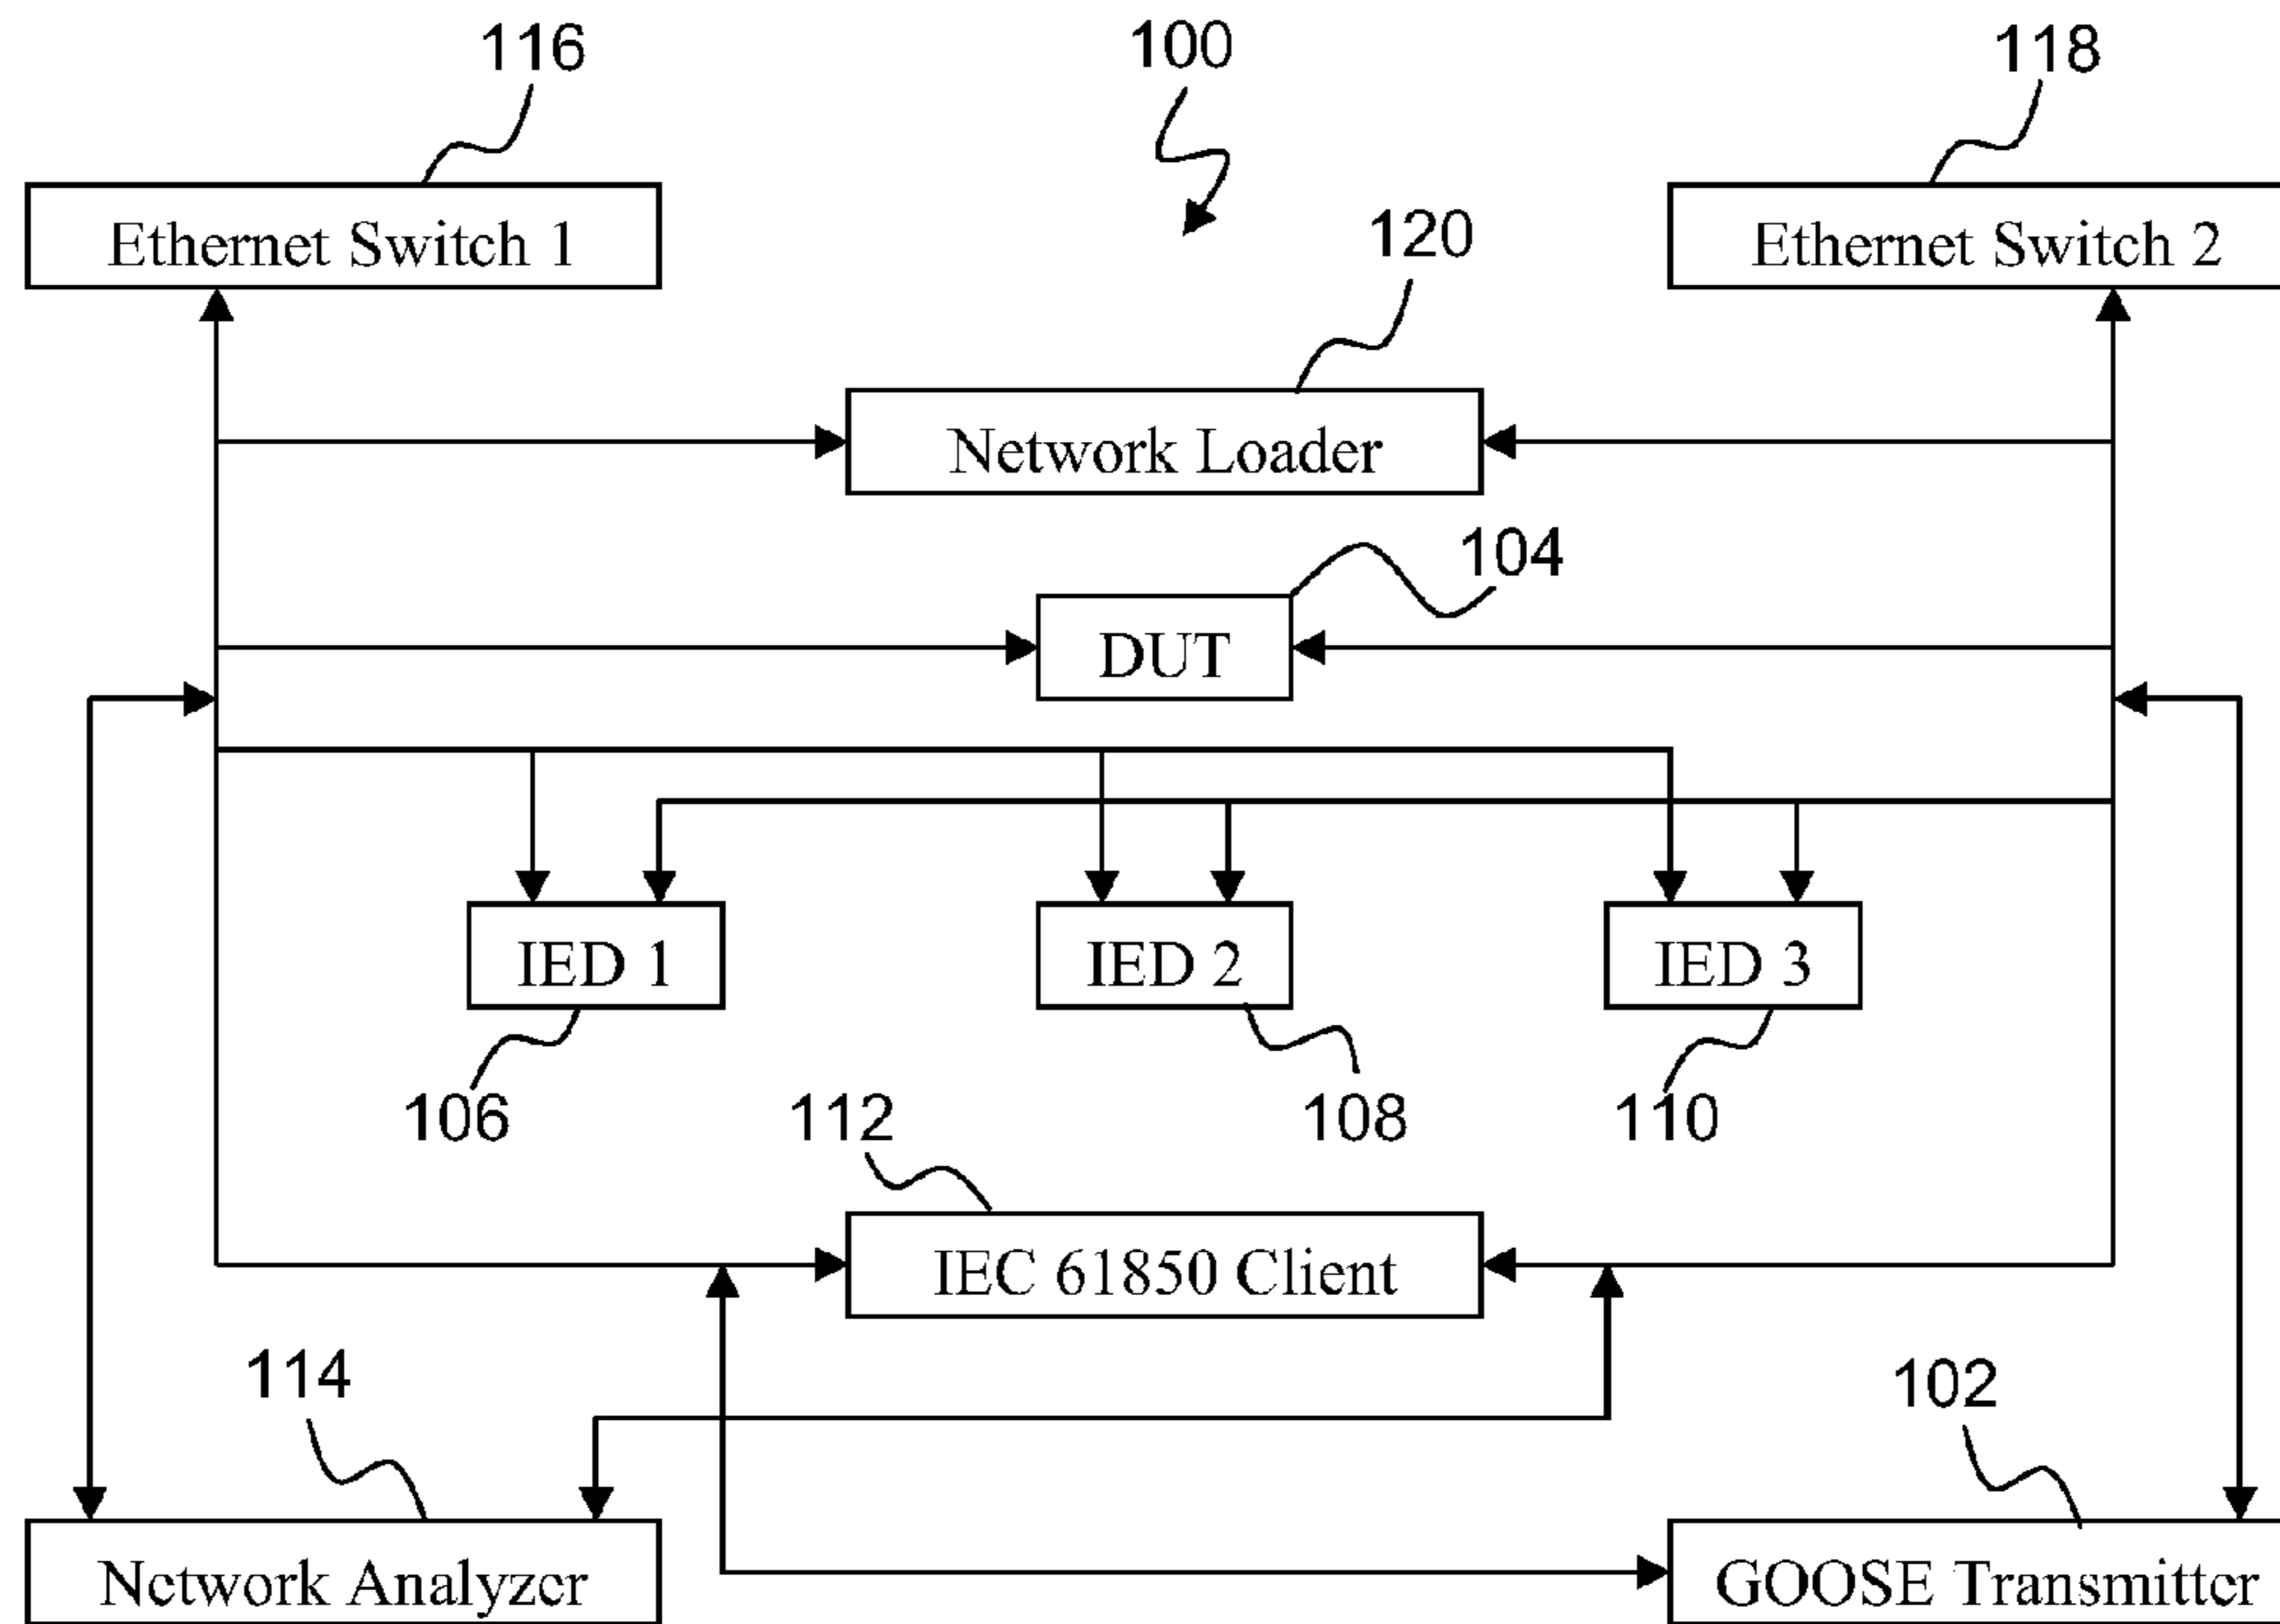 116
100
118
Ethernet Switch 1
120
Ethernet Switch 2
Network Loader
104
DUT
IED 1
IED 2
IED 3
106
112
108
110
IEC 61850 Client
114
102
Network Analyzer
GOOSE Transmitter